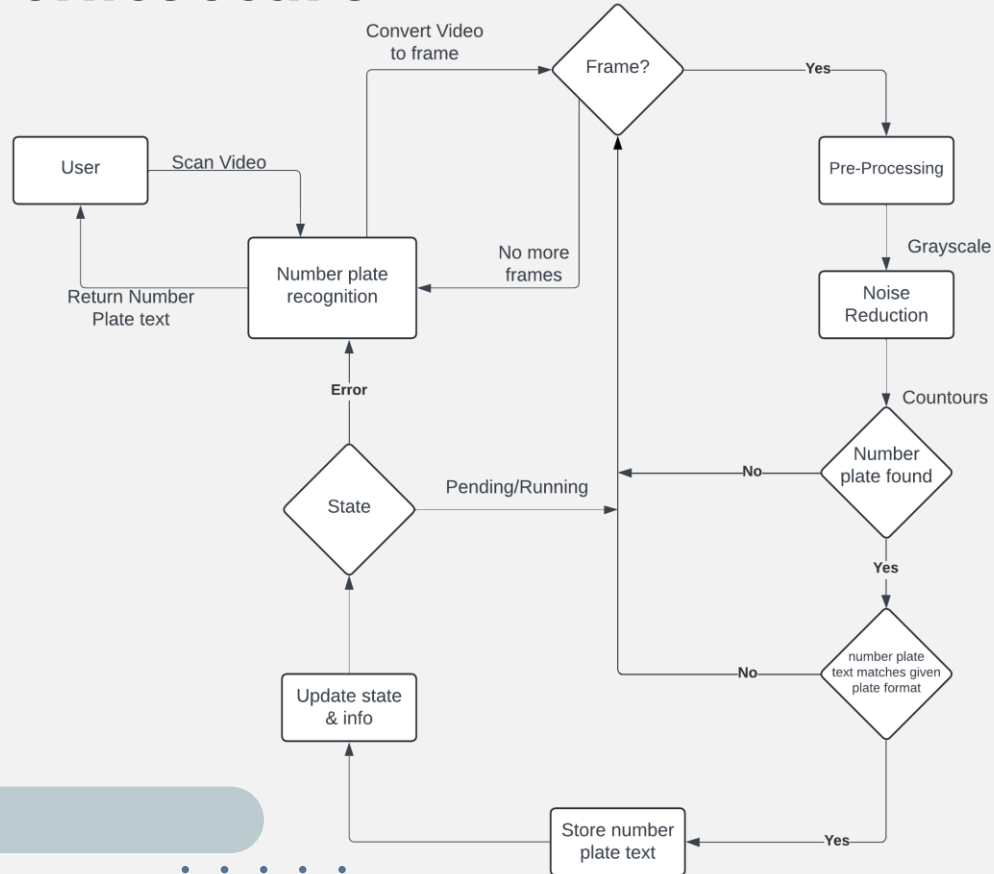 Convert Video
to frame
Frame?
Yes
User
Scan Video
Pre-Processing
Number plate
recognition
No more
frames
Grayscale
Return Number
Plate text
Noise
Reduction
Error
Countours
Number
plate found
No
State
Pending/Running
Yes
number plate
text matches given
plate format
No
Update state
& info
Store number
plate text
Yes